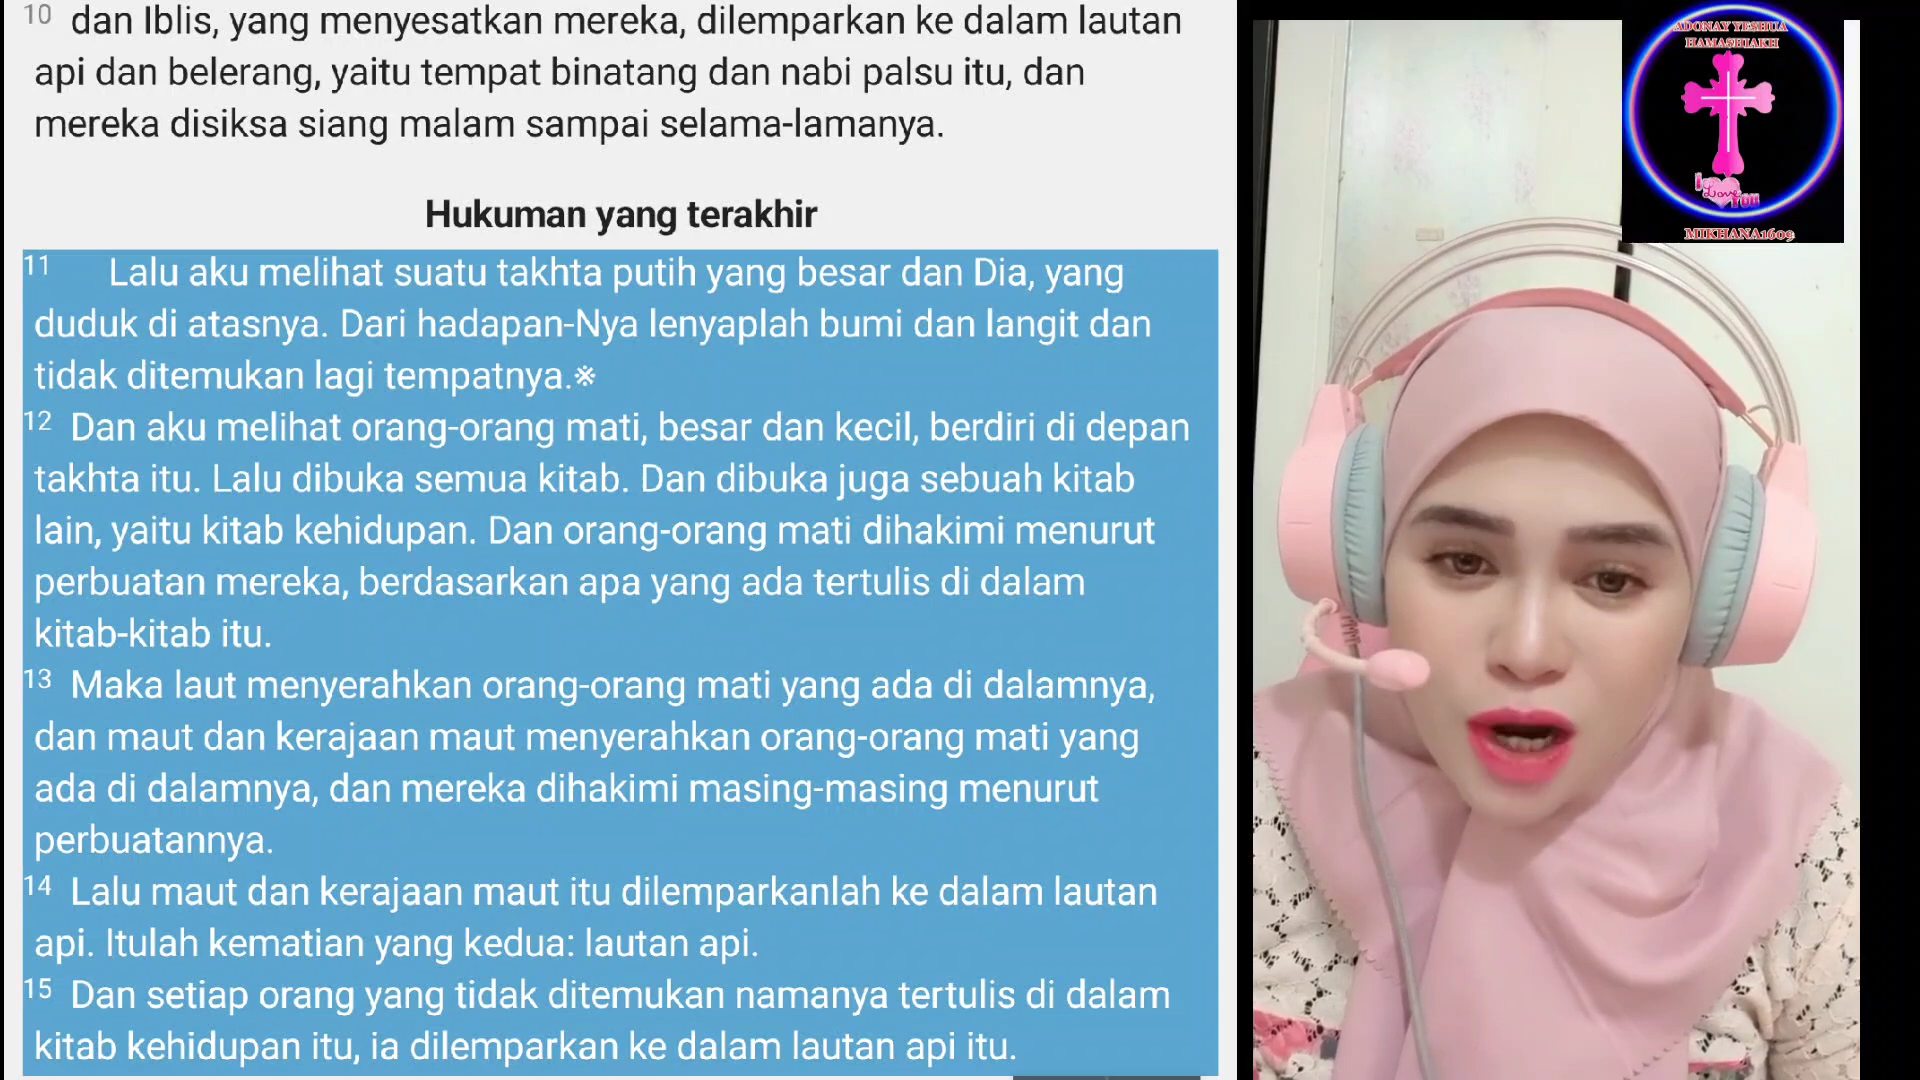 10 dan Iblis, yang menyesatkan mereka, dilemparkan ke dalam lautan
api dan belerang, yaitu tempat binatang dan nabi palsu itu, dan
mereka disiksa siang malam sampai selama-lamanya.
Hukuman yang terakhir
11 Lalu aku melihat suatu takhta putih yang besar dan Dia, yang
duduk di atasnya. Dari hadapan-Nya lenyaplah bumi dan langit dan
tidak ditemukan lagi tempatnya.※
12 Dan aku melihat orang-orang mati, besar dan kecil, berdiri di depan
takhta itu. Lalu dibuka semua kitab. Dan dibuka juga sebuah kitab
lain, yaitu kitab kehidupan. Dan orang-orang mati dihakimi menurut
perbuatan mereka, berdasarkan apa yang ada tertulis di dalam
kitab-kitab itu.
13 Maka laut menyerahkan orang-orang mati yang ada di dalamnya,
dan maut dan kerajaan maut menyerahkan orang-orang mati yang
ada di dalamnya, dan mereka dihakimi masing-masing menurut
perbuatannya.
14 Lalu maut dan kerajaan maut itu dilemparkanlah ke dalam lautan
api. Itulah kematian yang kedua: lautan api.
15 Dan setiap orang yang tidak ditemukan namanya tertulis di dalam
kitab kehidupan itu, ia dilemparkan ke dalam lautan api itu.
ADONAY YESHUA
HAMASHIAKH
I
Love
You
MIKHANA1609